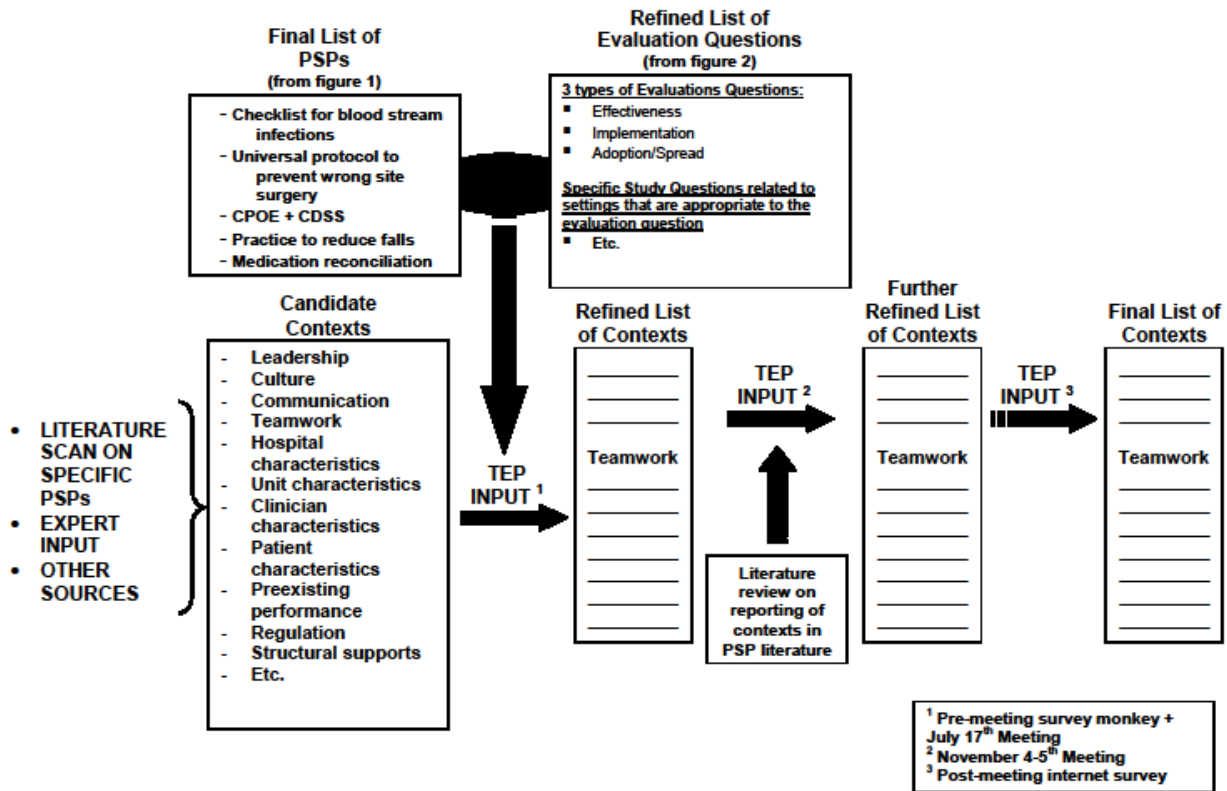 Final List of
PSPs
(from figure 1)
- Checklist for blood stream
infections
- Universal protocol to
prevent wrong site
surgery
- CPOE + CDSS
- Practice to reduce falls
- Medication reconciliation
Refined List of
Evaluation Questions
(from figure 2)
3 types of Evaluations Questions:
▪ Effectiveness
▪ Implementation
▪ Adoption/Spread
Specific Study Questions related to
settings that are appropriate to the
evaluation question
▪ Etc.
• LITERATURE
SCAN ON
SPECIFIC
PSPs
• EXPERT
INPUT
• OTHER
SOURCES
Candidate
Contexts
- Leadership
- Culture
- Communication
- Teamwork
- Hospital
characteristics
- Unit characteristics
- Clinician
characteristics
- Patient
characteristics
- Preexisting
performance
- Regulation
- Structural supports
- Etc.
TEP
INPUT 1
Refined List
of Contexts
Teamwork
TEP
INPUT 2
Literature
review on
reporting of
contexts in
PSP literature
Further
Refined List
of Contexts
Teamwork
TEP
INPUT 3
Final List of
Contexts
Teamwork
1 Pre-meeting survey monkey +
July 17th Meeting
2 November 4-5th Meeting
3 Post-meeting internet survey